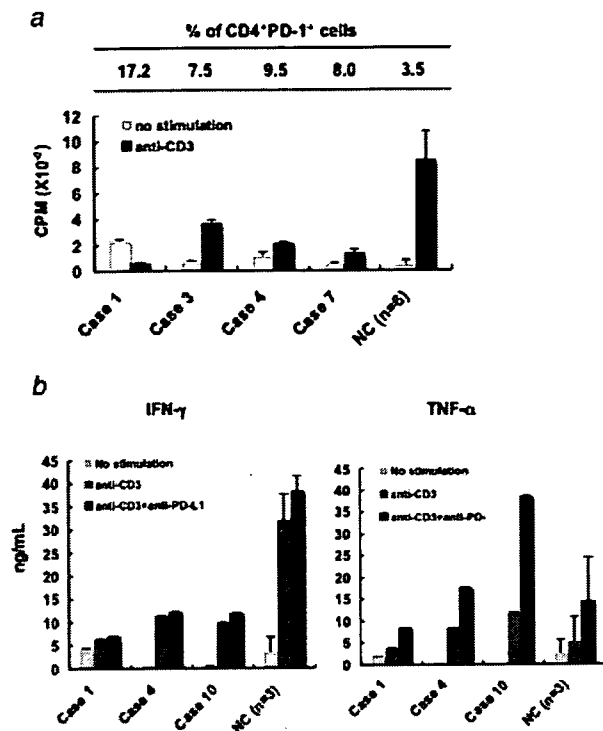 a
% of CD4+PD-1+ cells
17.2 7.5 9.5 8.0 3.5
12
10
8
6
4
2
0
CPM (X10
no stimulation
anti-CD3
Case 1 Case 3 Case 4 Case 7 NC (n=6)
b
IFN-γ
45
40
35
30
25
20
15
10
5
0
ng/mL
No stimulation
anti-CD3
anti-CD3+anti-PD-L1
Case 1 Case 4 Case 10 NC (n=3)
TNF-α
45
40
35
30
25
20
15
10
5
0
No stimulation
anti-CD3
anti-CD3+anti-PD-
Case 1 Case 4 Case 10 NC (n=3)